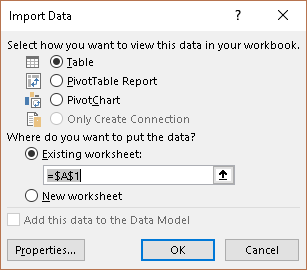 Import Data
Select how you want to view this data in your workbook.
Table
PivotTable Report
PivotChart
Only Create Connection
Where do you want to put the data?
Existing worksheet:
=$A$1
New worksheet
Add this data to the Data Model
Properties...
OK
Cancel